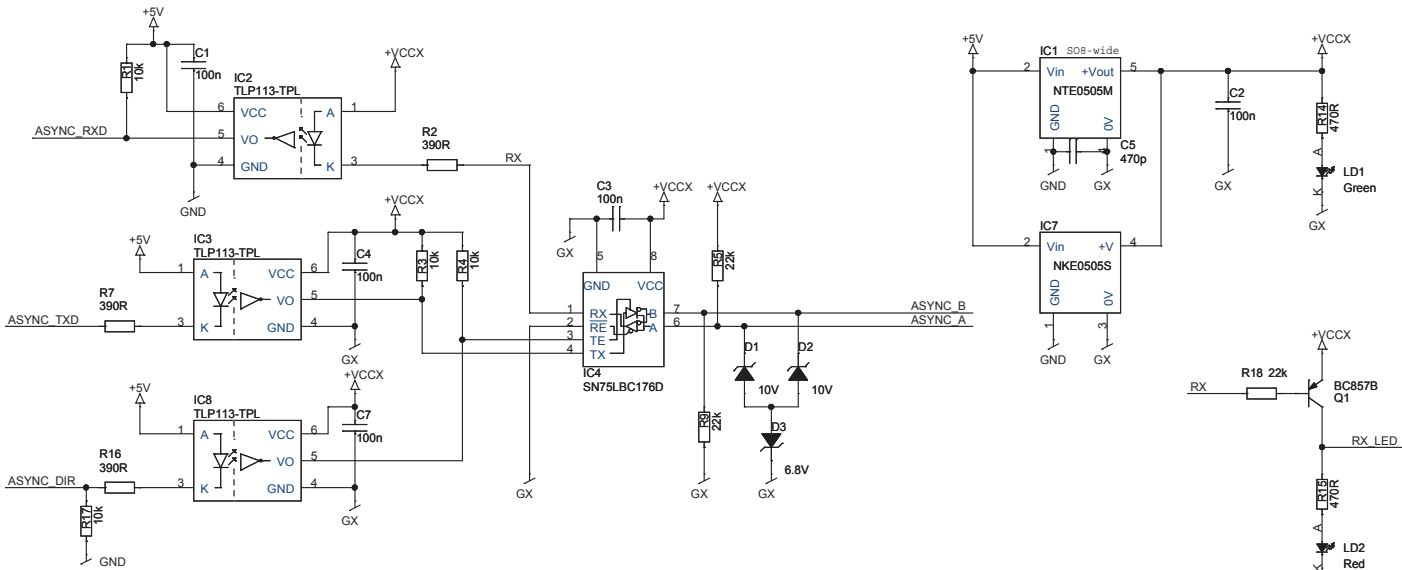 +5V
C1
100n
R1
10k
+VCCX
IC2
TLP113-TPL
6
VCC
A
1
ASYNC_RXD
5
VO
4
GND
K
3
R2
390R
RX
GND
+5V
IC3
TLP113-TPL
+VCCX
1
A
VCC
6
C4
100n
R3
10k
R4
10k
VO
5
R7
390R
ASYNC_TXD
3
K
GND
4
GX
C3
100n
+VCCX
GX
5
8
GND
VCC
R5
22k
+VCCX
1
RX
B
7
ASYNC_B
2
RE
A
6
ASYNC_A
3
TE
4
TX
IC4
SN75LBC176D
D1
10V
D2
10V
R9
22k
D3
6.8V
GX
GX
GX
+5V
IC8
TLP113-TPL
+VCCX
C7
100n
1
A
VCC
6
VO
5
R16
390R
ASYNC_DIR
3
K
GND
4
R17
10k
GND
GX
+5V
IC1 SO8-wide
2
Vin
+Vout
5
NTE0505M
GND
0V
1
4
C5
470p
GND
GX
C2
100n
GX
+VCCX
R14
470R
A
LD1
K
Green
GX
IC7
2
Vin
+V
4
NKE0505S
GND
0V
1
3
GND
GX
+VCCX
RX
R18 22k
BC857B
Q1
RX_LED
R15
470R
A
LD2
K
Red